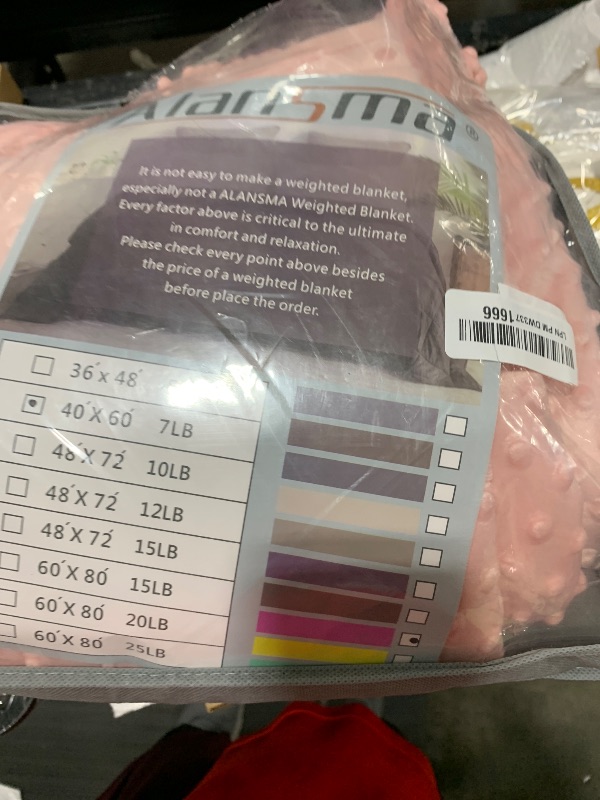 Alansma®
It is not easy to make a weighted blanket,
especially not a ALANSMA Weighted Blanket.
Every factor above is critical to the ultimate
in comfort and relaxation.
Please check every point above besides
the price of a weighted blanket
before place the order.
LPN PM DW3371666
36´x 48´
40´X 60´ 7LB
48´X 72´ 10LB
48´X 72´ 12LB
48´X 72´ 15LB
60´X 80´ 15LB
60´X 80´ 20LB
60´X 80´ 25LB